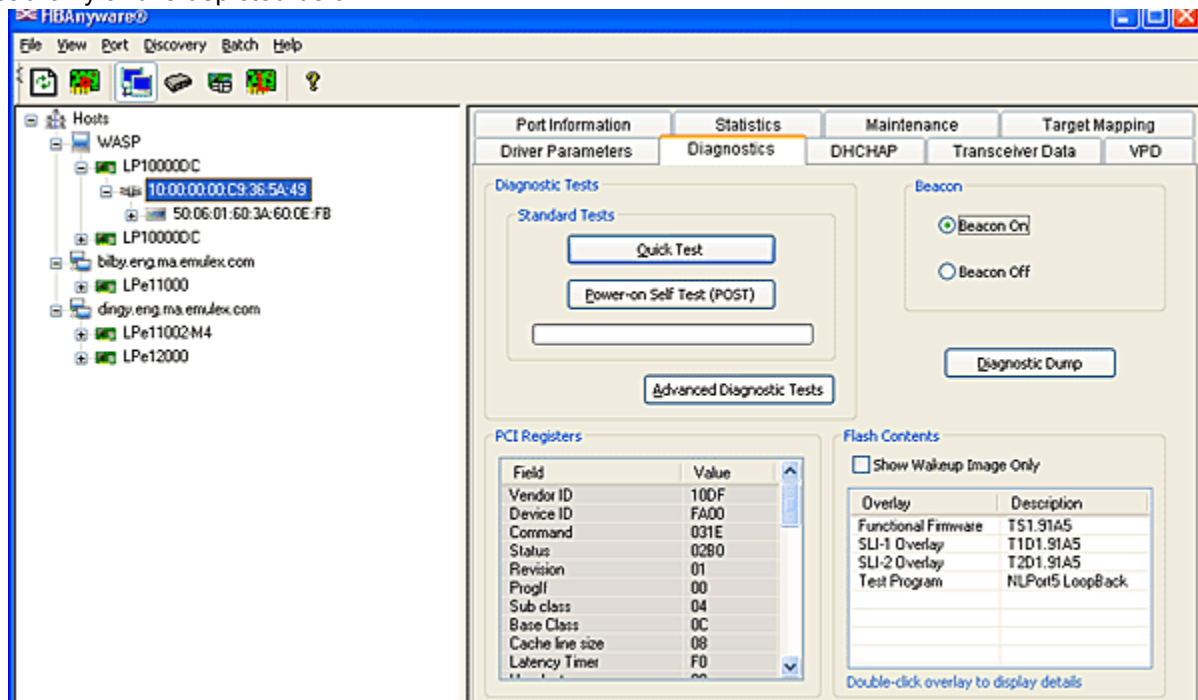 HBAnyware®
File View Port Discovery Batch Help
Hosts
WASP
LP10000DC
10:00:00:00:C9:36:5A:49
50:06:01:60:3A:60:0E:FB
LP10000DC
bilby.eng.ma.emulex.com
LPe11000
dingy.eng.ma.emulex.com
LPe11002-M4
LPe12000
Port Information Statistics Maintenance Target Mapping
Driver Parameters Diagnostics DHCHAP Transceiver Data VPD
Diagnostic Tests
Standard Tests
Quick Test
Power-on Self Test (POST)
Advanced Diagnostic Tests
Beacon
Beacon On
Beacon Off
Diagnostic Dump
PCI Registers
Field Value
Vendor ID 10DF
Device ID FA00
Command 031E
Status 02B0
Revision 01
ProgIf 00
Sub class 04
Base Class 0C
Cache line size 08
Latency Timer F0
Flash Contents
Show Wakeup Image Only
Overlay Description
Functional Firmware TS1.91A5
SLI-1 Overlay T1D1.91A5
SLI-2 Overlay T2D1.91A5
Test Program NLPort5 LoopBack
Double-click overlay to display details